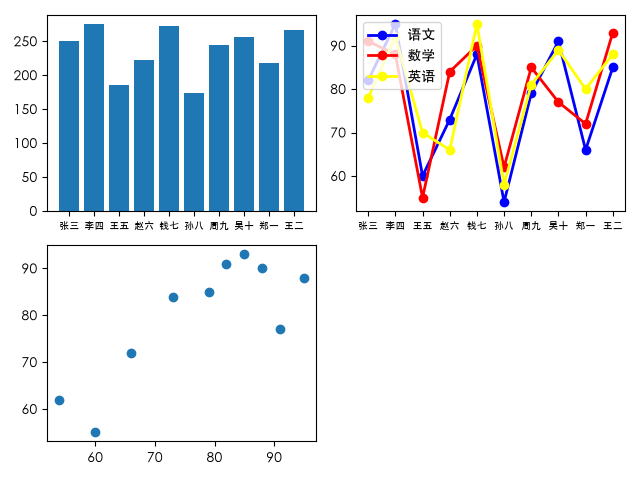 250
200
150
100
50
0
张三 李四 王五 赵六 钱七 孙八 周九 吴十 郑一 王二
语文
数学
英语
90
80
70
60
张三 李四 王五 赵六 钱七 孙八 周九 吴十 郑一 王二
90
80
70
60
60 70 80 90